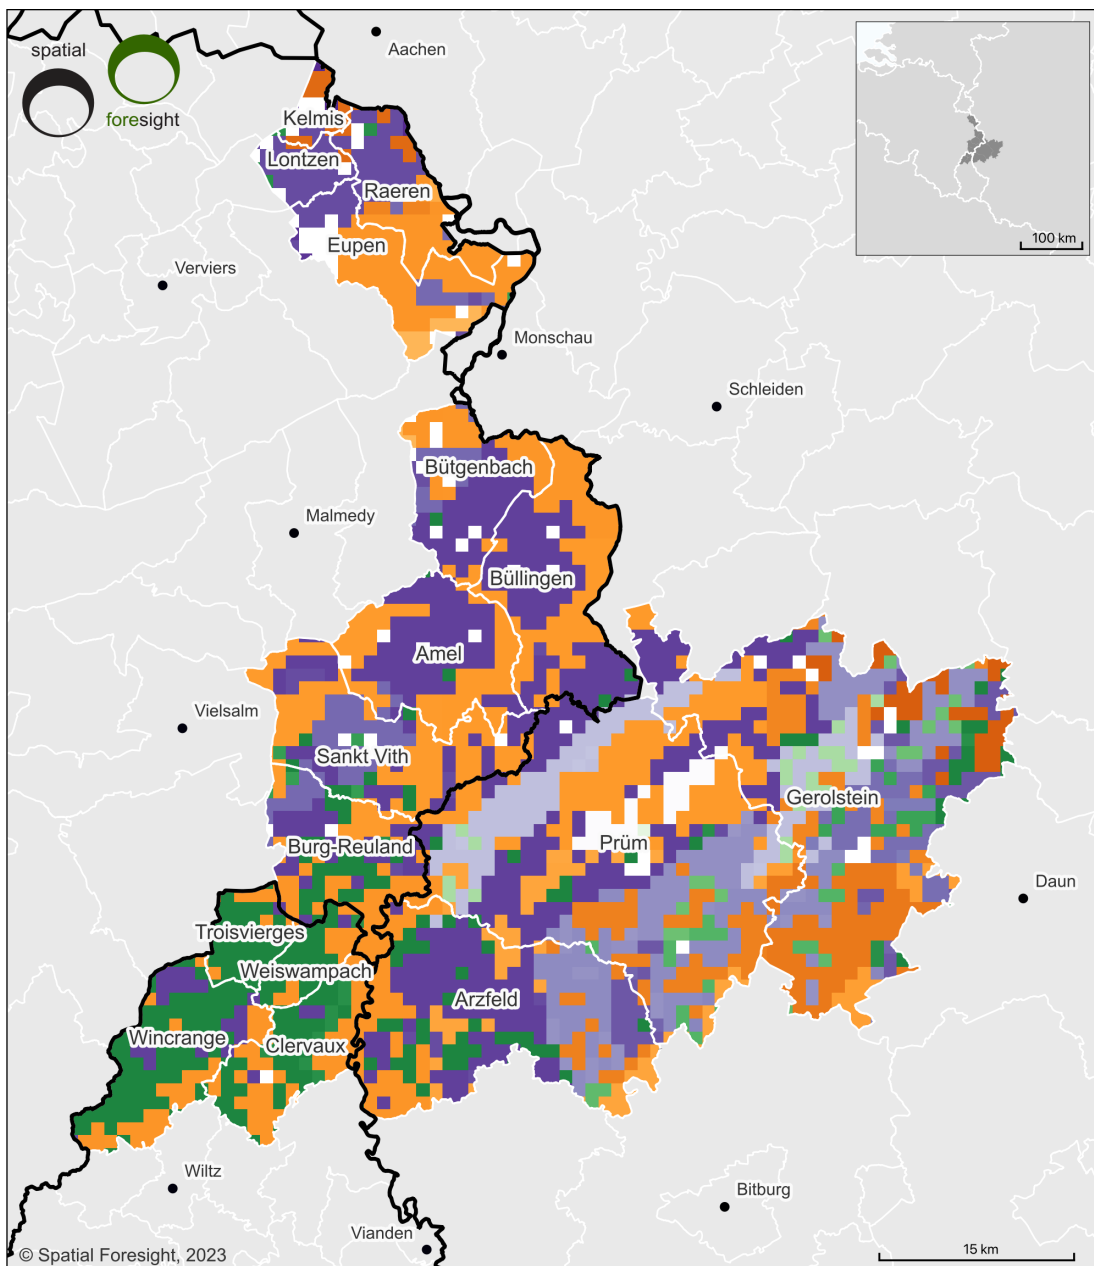 spatial
foresight
Aachen
100 km
Kelmis
Lontzen
Raeren
Eupen
Verviers
Monschau
Schleiden
Bütgenbach
Malmedy
Büllingen
Amel
Vielsalm
Sankt Vith
Gerolstein
Burg-Reuland
Prüm
Daun
Troisvierges
Weiswampach
Arzfeld
Wincrange
Clervaux
Wiltz
Bitburg
Vianden
© Spatial Foresight, 2023
15 km